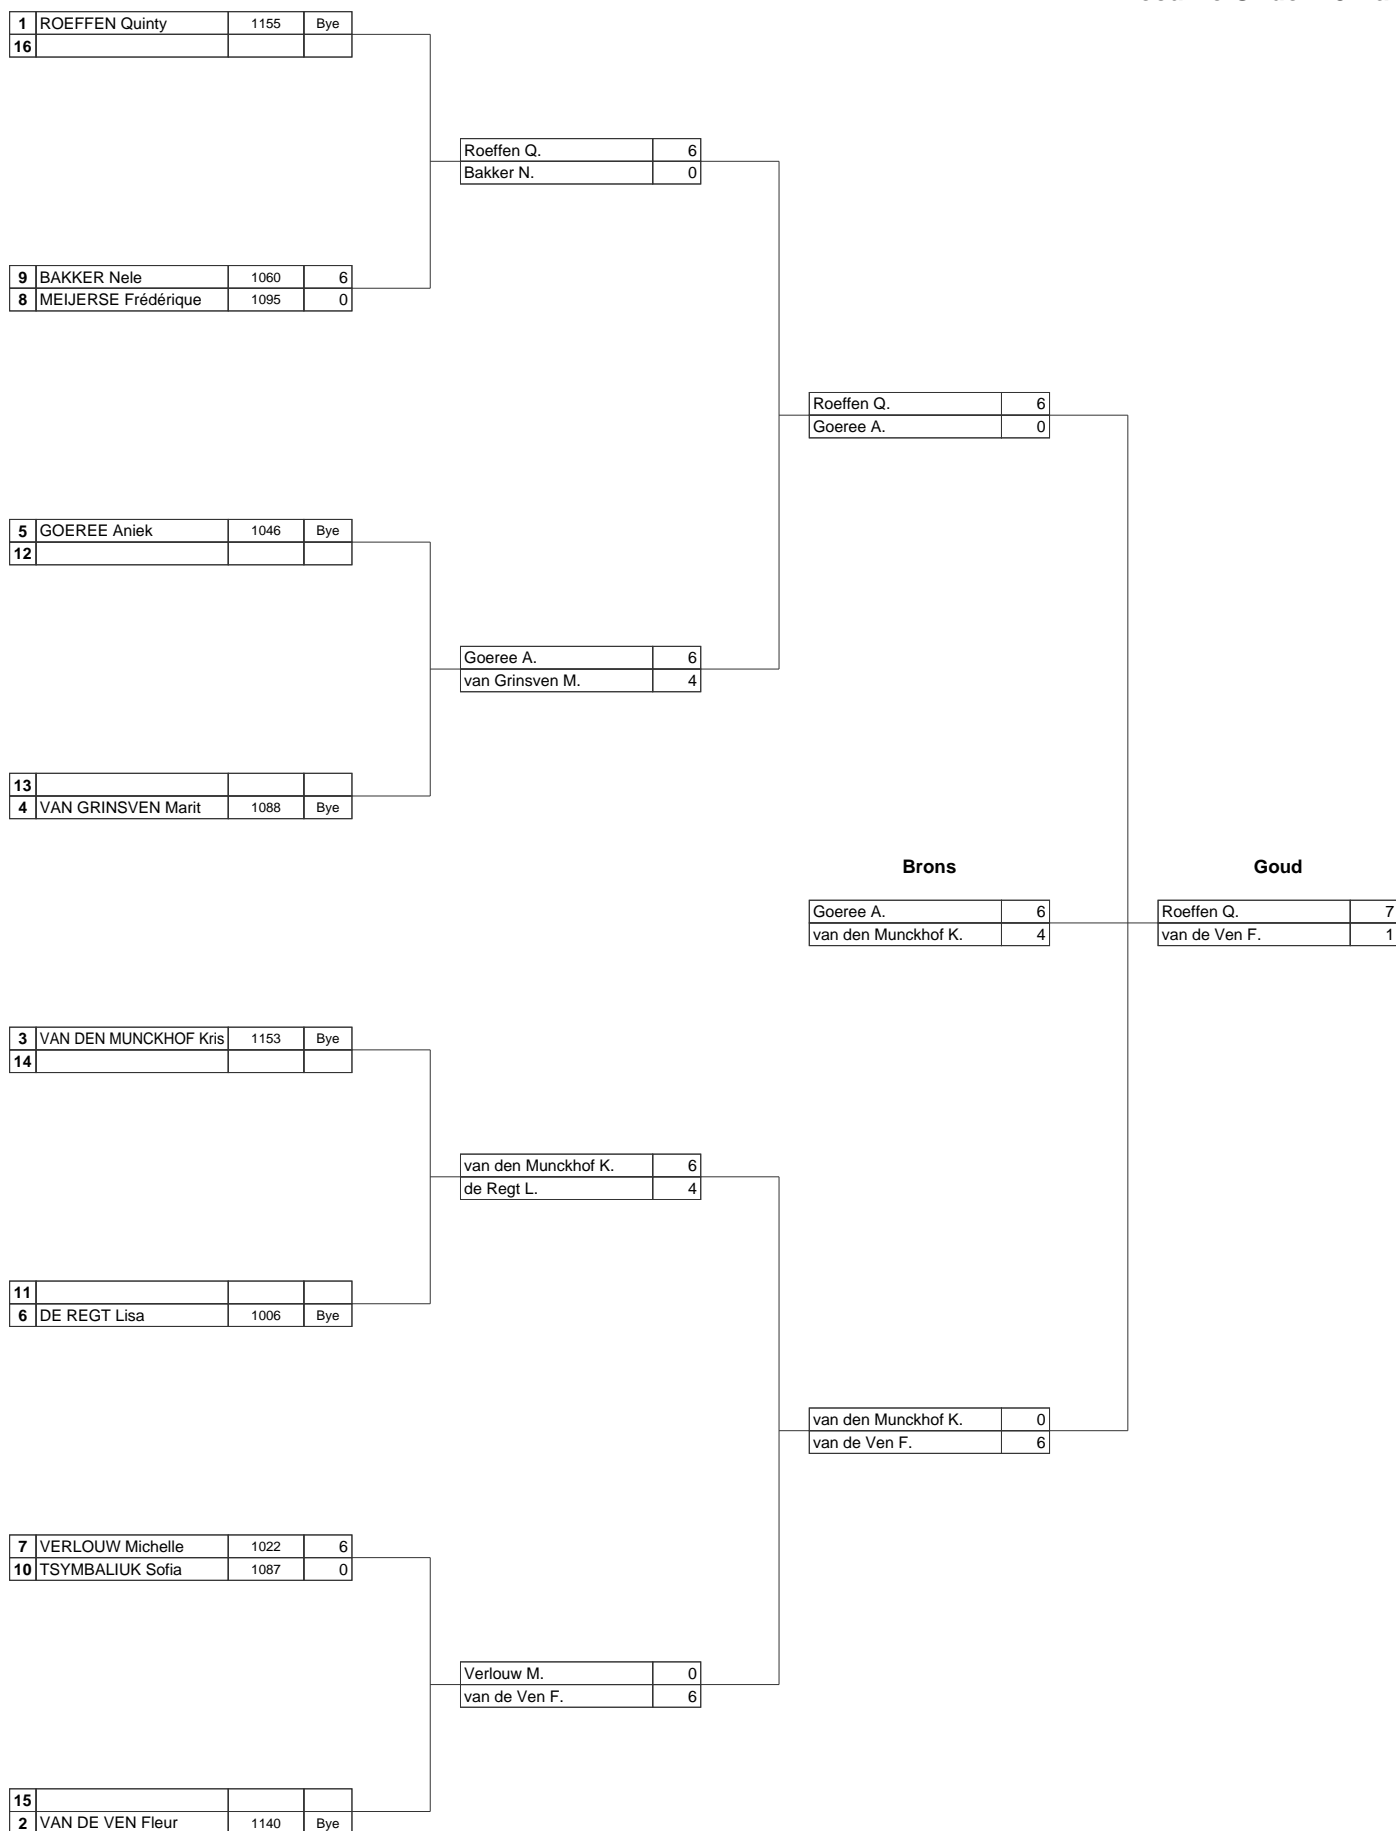 1 ROEFFEN Quinty 1155 Bye
16
Roeffen Q. 6
Bakker N. 0
9 BAKKER Nele 1060 6
8 MEIJERSE Frédérique 1095 0
Roeffen Q. 6
Goeree A. 0
5 GOEREE Aniek 1046 Bye
12
Goeree A. 6
van Grinsven M. 4
13
4 VAN GRINSVEN Marit 1088 Bye
Brons Goud
Goeree A. 6 Roeffen Q. 7
van den Munckhof K. 4 van de Ven F. 1
3 VAN DEN MUNCKHOF Kris 1153 Bye
14
van den Munckhof K. 6
de Regt L. 4
11
6 DE REGT Lisa 1006 Bye
van den Munckhof K. 0
van de Ven F. 6
7 VERLOUW Michelle 1022 6
10 TSYMBALIUK Sofia 1087 0
Verlouw M. 0
van de Ven F. 6
15
2 VAN DE VEN Fleur 1140 Bye